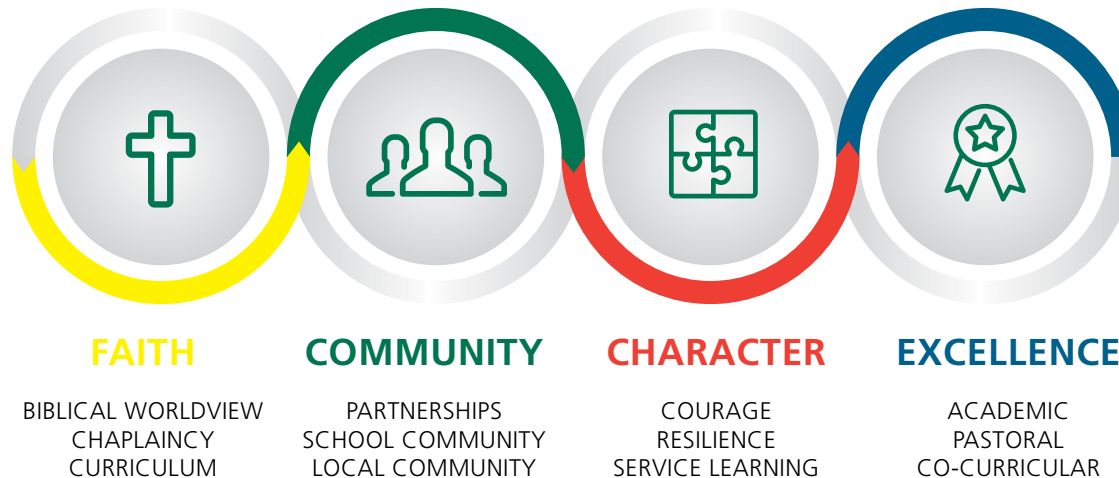 FAITH
BIBLICAL WORLDVIEW
CHAPLAINCY
CURRICULUM
COMMUNITY
PARTNERSHIPS
SCHOOL COMMUNITY
LOCAL COMMUNITY
CHARACTER
COURAGE
RESILIENCE
SERVICE LEARNING
EXCELLENCE
ACADEMIC
PASTORAL
CO-CURRICULAR